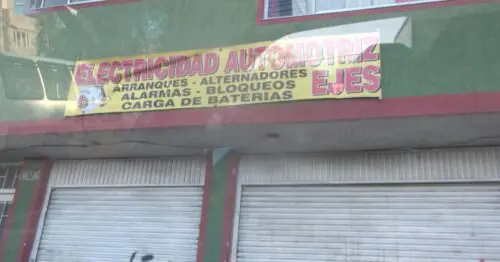 ELECTRICIDAD AUTOMOTRIZ
ARRANQUES - ALTERNADORES
ALARMAS - BLOQUEOS
EJES
CARGA DE BATERIAS